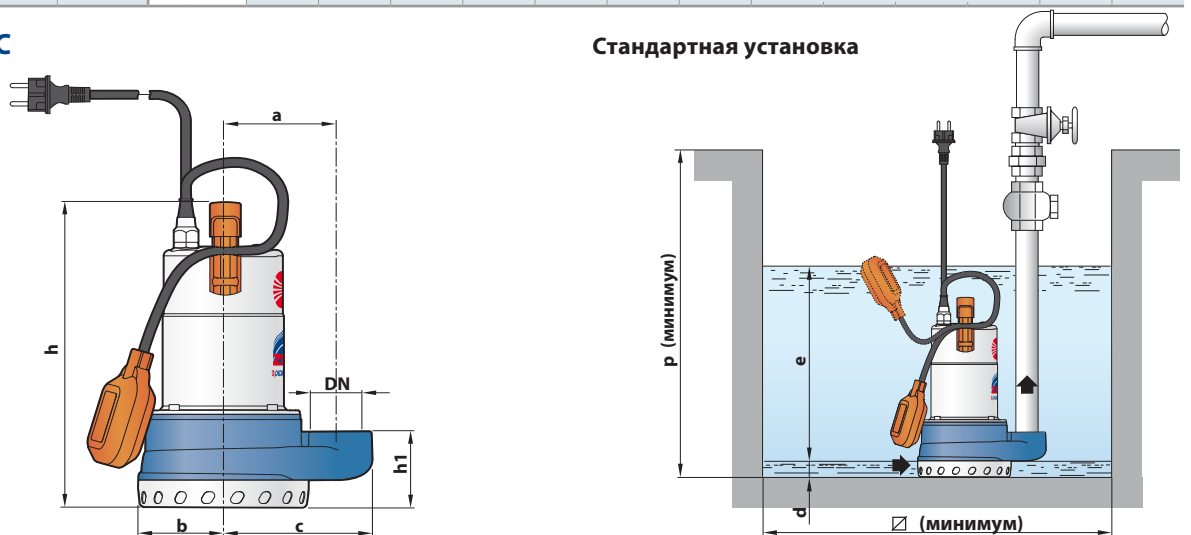 С
Стандартная установка
a
h
DN
h1
b
c
p (минимум)
e
d
(минимум)